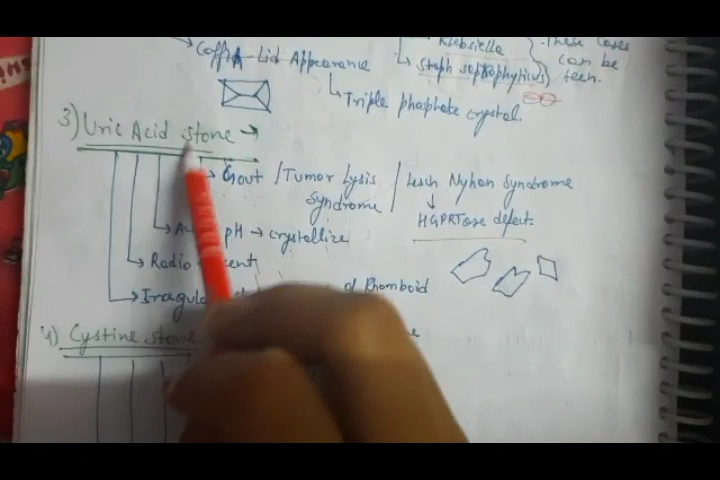 Klebsiella } These cases
→ Coffin-Lid Appearance ↳ Staph saprophyticus can be
seen.
↳ Triple phosphate crystal.
3) Uric Acid stone →
→ Gout / Tumor Lysis Syndrome / Lesch Nyhan Syndrome
↓
HGPRTase defect
pH → crystallize
→ Radio
of Rhomboid
4) Cystine stone